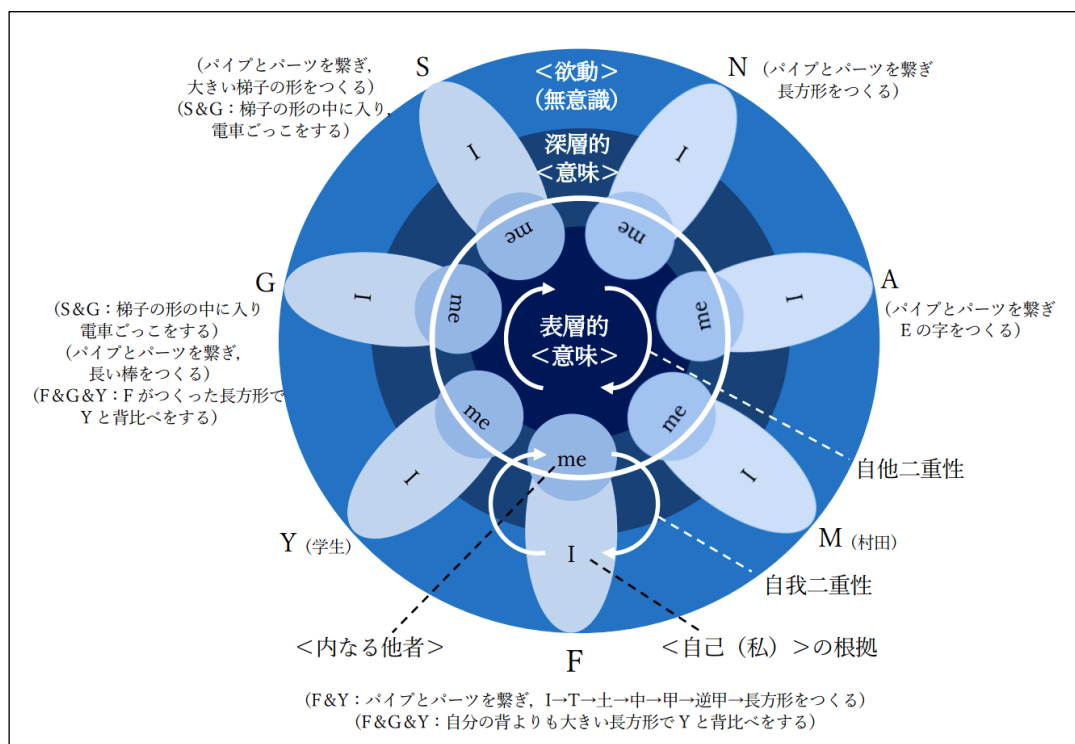 S
(パイプとパーツを繋ぎ,
大きい梯子の形をつくる)
(S&G:梯子の形の中に入り,
電車ごっこをする)
N
(パイプとパーツを繋ぎ
長方形をつくる)
<欲動>
(無意識)
深層的
<意味>
I
I
me
me
G
(S&G:梯子の形の中に入り
電車ごっこをする)
(パイプとパーツを繋ぎ,
長い棒をつくる)
(F&G&Y:Fがつくった長方形で
Yと背比べをする)
I
me
表層的
<意味>
me
I
A
(パイプとパーツを繋ぎ
Eの字をつくる)
me
I
me
me
I
I
Y(学生)
M(村田)
自他二重性
自我二重性
<内なる他者>
<自己(私)>の根拠
F
(F&Y:パイプとパーツを繋ぎ,I→T→土→中→甲→逆甲→長方形をつくる)
(F&G&Y:自分の背よりも大きい長方形でYと背比べをする)